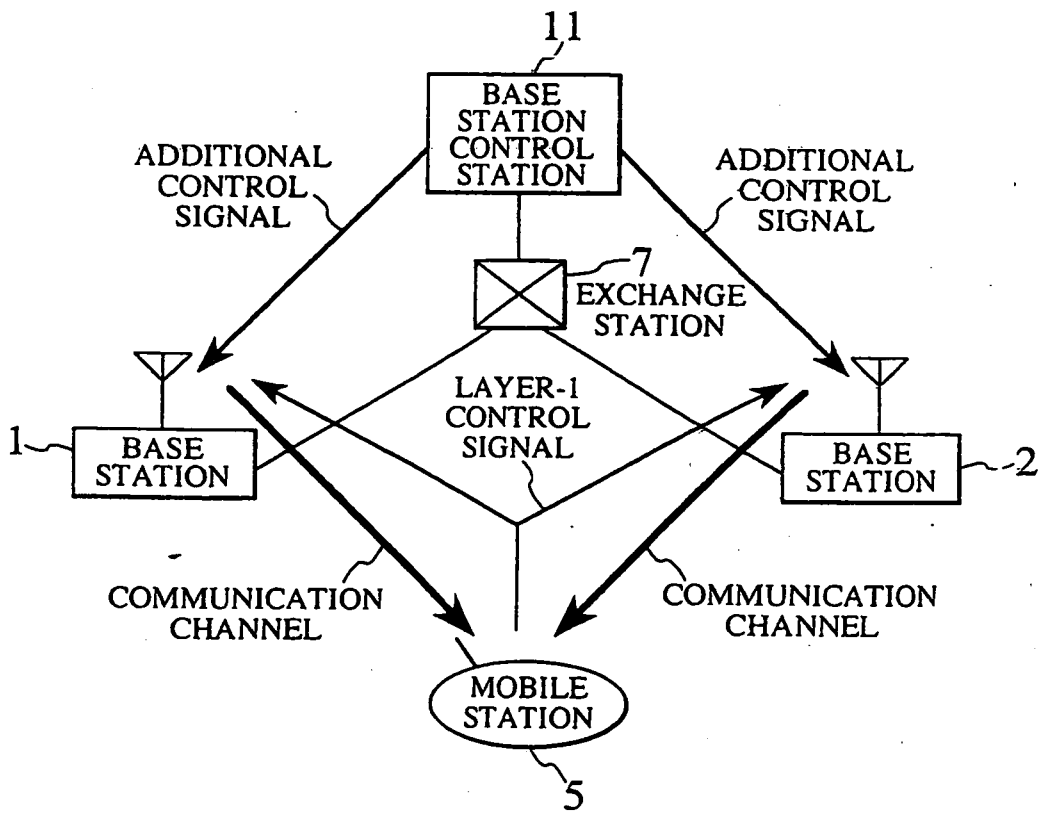 11
BASE
STATION
CONTROL
STATION
ADDITIONAL
CONTROL
SIGNAL
ADDITIONAL
CONTROL
SIGNAL
7
EXCHANGE
STATION
LAYER-1
CONTROL
SIGNAL
1
BASE
STATION
BASE
STATION
2
COMMUNICATION
CHANNEL
COMMUNICATION
CHANNEL
MOBILE
STATION
5